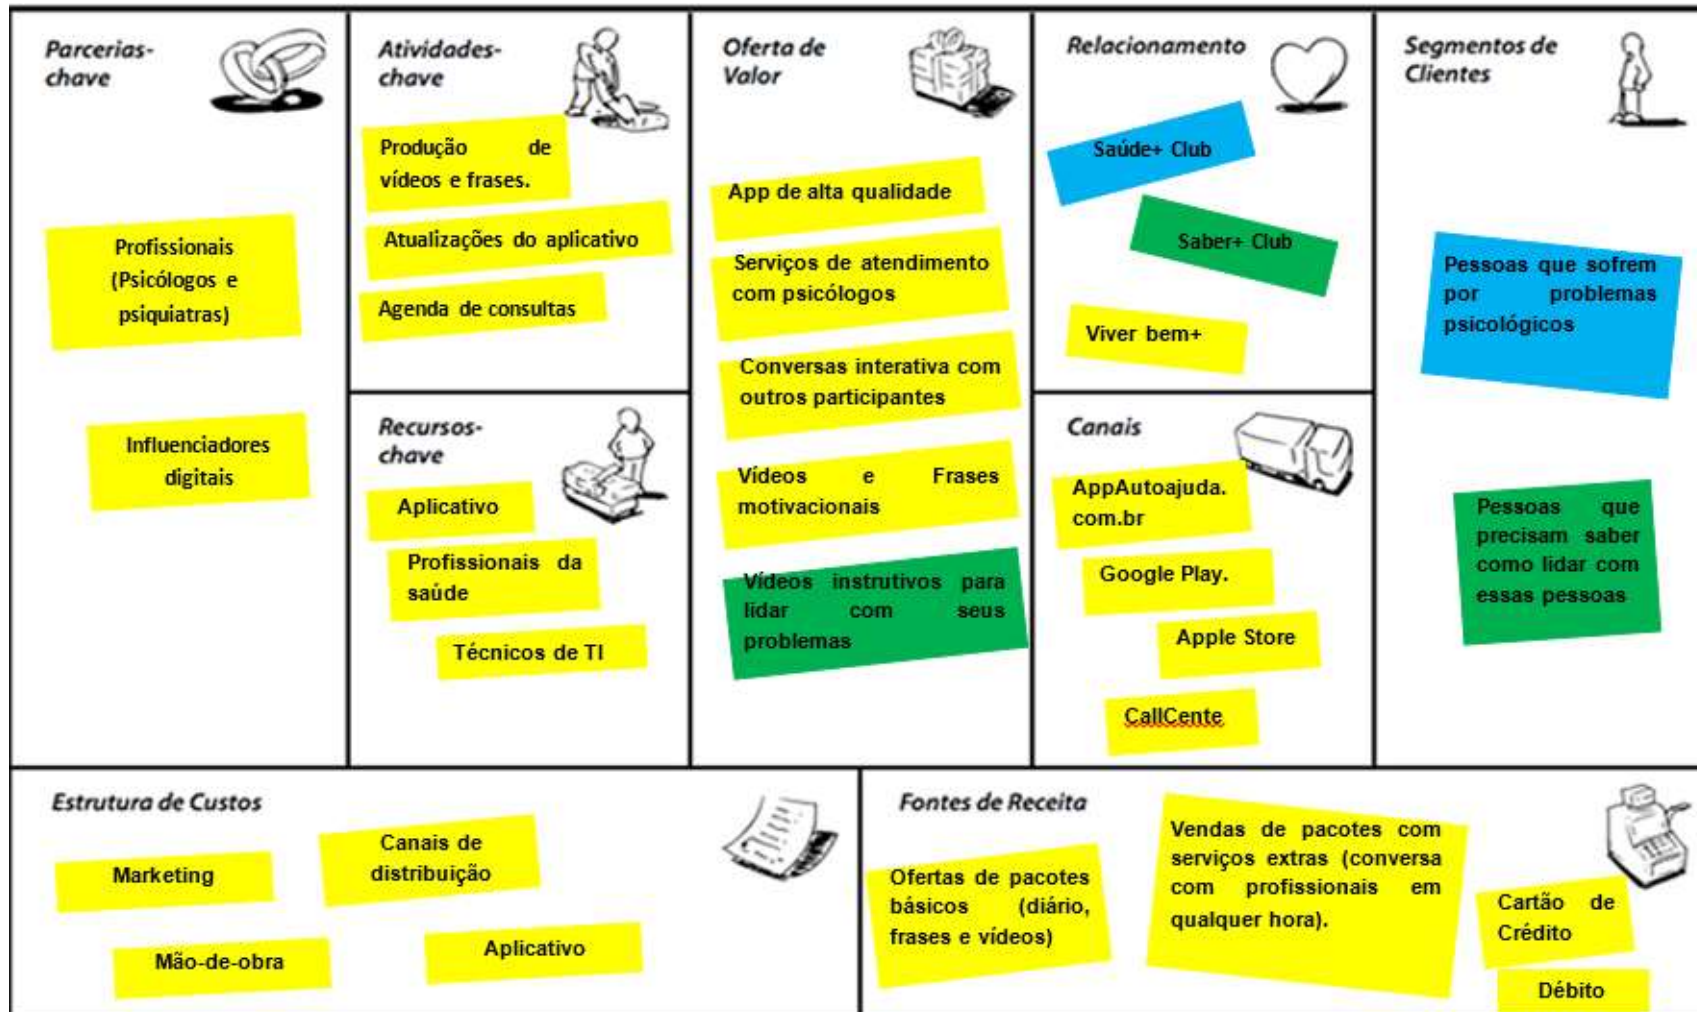 Parcerias-
chave
Profissionais
(Psicólogos e
psiquiatras)
Influenciadores
digitais
Atividades-
chave
Produção de
vídeos e frases.
Atualizações do aplicativo
Agenda de consultas
Recursos-
chave
Aplicativo
Profissionais da
saúde
Técnicos de TI
Oferta de
Valor
App de alta qualidade
Serviços de atendimento
com psicólogos
Conversas interativa com
outros participantes
Vídeos e Frases
motivacionais
Vídeos instrutivos para
lidar com seus
problemas
Relacionamento
Saúde+ Club
Saber+ Club
Viver bem+
Canais
AppAutoajuda.
com.br
Google Play.
Apple Store
CallCente
Segmentos de
Clientes
Pessoas que sofrem
por problemas
psicológicos
Pessoas que
precisam saber
como lidar com
essas pessoas
Estrutura de Custos
Marketing
Canais de
distribuição
Mão-de-obra
Aplicativo
Fontes de Receita
Ofertas de pacotes
básicos (diário,
frases e vídeos)
Vendas de pacotes com
serviços extras (conversa
com profissionais em
qualquer hora).
Cartão de
Crédito
Débito